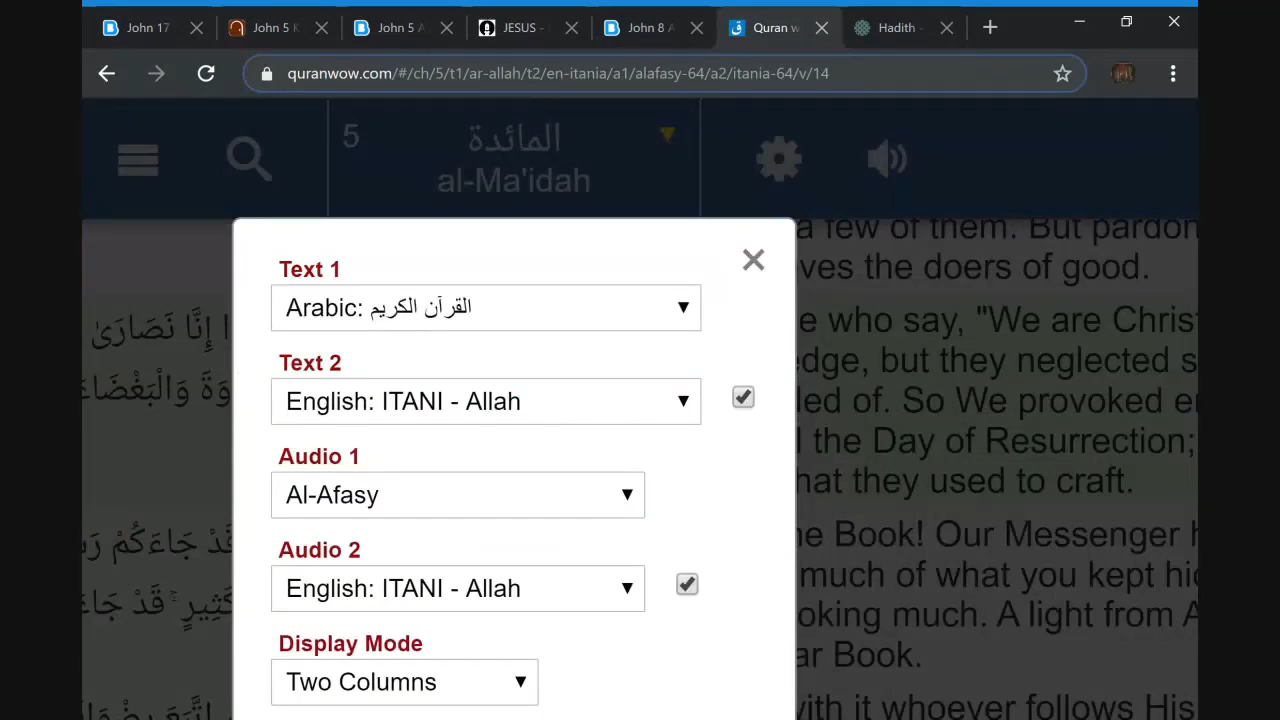 John 17
John 5 K
John 5 A
JESUS -
John 8 A
Quran w
Hadith -
quranwow.com/#/ch/5/t1/ar-allah/t2/en-itania/a1/alafasy-64/a2/itania-64/v/14
5
المائدة
al-Ma'idah
a few of them. But pardon
ves the doers of good.
Text 1
Arabic: القرآن الكريم
Text 2
English: ITANI - Allah
Audio 1
Al-Afasy
Audio 2
English: ITANI - Allah
Display Mode
Two Columns
إِنَّا نَصَارَىٰ
وَةَ وَالْبَغْضَاءَ
e who say, "We are Christ
edge, but they neglected s
led of. So We provoked e
l the Day of Resurrection;
hat they used to craft.
قَدْ جَاءَكُمْ رَسُ
كَثِيرٍ ۚ قَدْ جَاءَ
ne Book! Our Messenger h
much of what you kept hid
ooking much. A light from A
ar Book.
with it whoever follows His